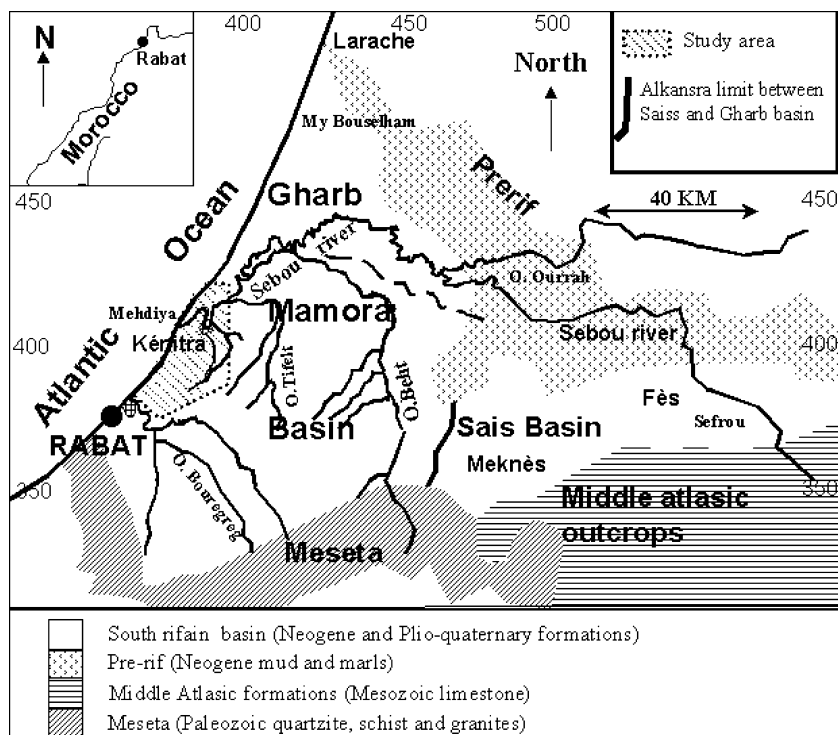 N
Rabat
Morocco
400
450
500
Larache
North
Study area
Alkansra limit between
Saiss and Gharb basin
My Bouselham
450
Ocean
Gharb
Prerif
40 KM
450
Sebou river
O. Ourrah
Mehdiya
Mamora
Kénitra
Sebou river
400
400
Atlantic
O.Tifelt
O.Beht
Fès
Sefrou
RABAT
Basin
Sais Basin
Meknès
350
350
O. Bouregreg
Middle atlasic
outcrops
Meseta
South rifain basin (Neogene and Plio-quaternary formations)
Pre-rif (Neogene mud and marls)
Middle Atlasic formations (Mesozoic limestone)
Meseta (Paleozoic quartzite, schist and granites)